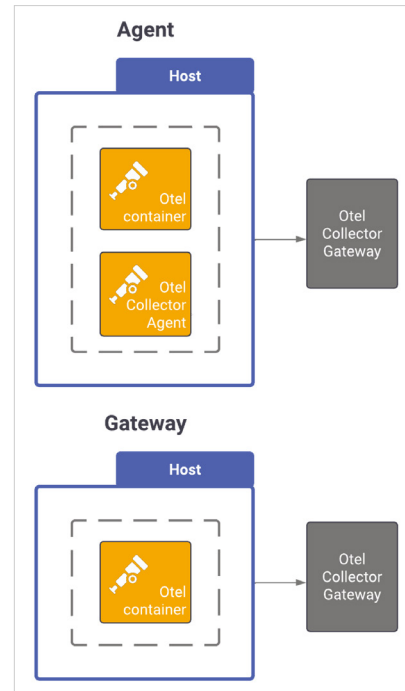 Agent
Host
Otel
container
Otel
Collector
Agent
Otel
Collector
Gateway
Gateway
Host
Otel
container
Otel
Collector
Gateway